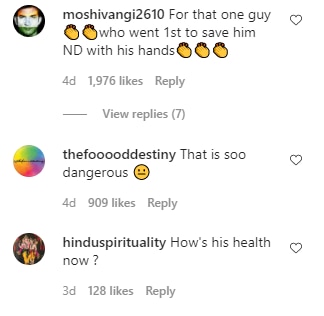 moshivangi2610 For that one guy
👏👏who went 1st to save him
ND with his hands👏👏👏
4d 1,976 likes Reply
View replies (7)
thefooooddestiny That is soo
dangerous 😐
4d 909 likes Reply
hinduspirituality How's his health
now ?
3d 128 likes Reply